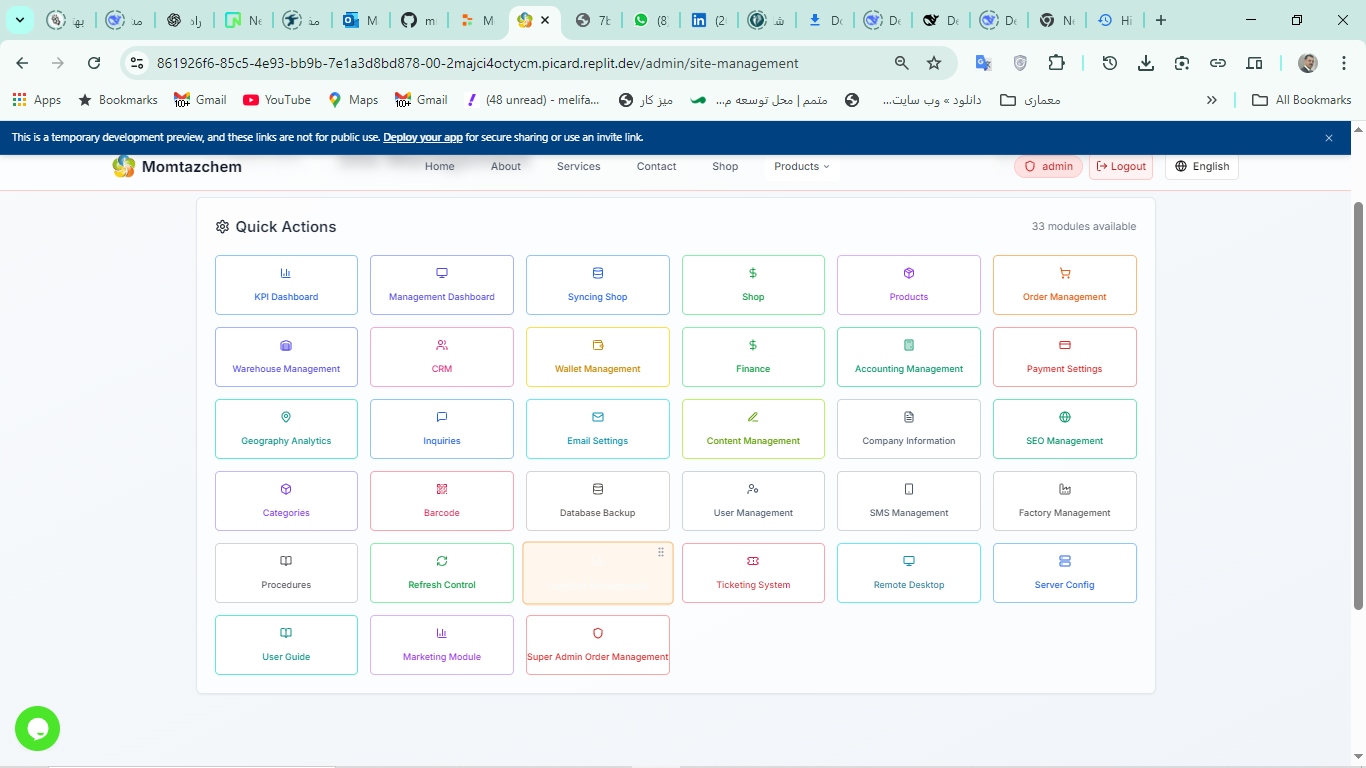 بها
مد
راد
Ne
مذ
M
m
M
7b
(8
(2
شا
Do
De
De
De
Ne
Hi
861926f6-85c5-4e93-bb9b-7e1a3d8bd878-00-2majci4octycm.picard.replit.dev/admin/site-management
Apps
Bookmarks
Gmail
YouTube
Maps
Gmail
(48 unread) - melifa...
میز کار
متمم | محل توسعه م...
دانلود » وب سایت...
معماری
All Bookmarks
This is a temporary development preview, and these links are not for public use. Deploy your app for secure sharing or use an invite link.
Momtazchem
Home
About
Services
Contact
Shop
Products
admin
Logout
English
Quick Actions
33 modules available
KPI Dashboard
Management Dashboard
Syncing Shop
Shop
Products
Order Management
Warehouse Management
CRM
Wallet Management
Finance
Accounting Management
Payment Settings
Geography Analytics
Inquiries
Email Settings
Content Management
Company Information
SEO Management
Categories
Barcode
Database Backup
User Management
SMS Management
Factory Management
Procedures
Refresh Control
Ticketing System
Remote Desktop
Server Config
User Guide
Marketing Module
Super Admin Order Management